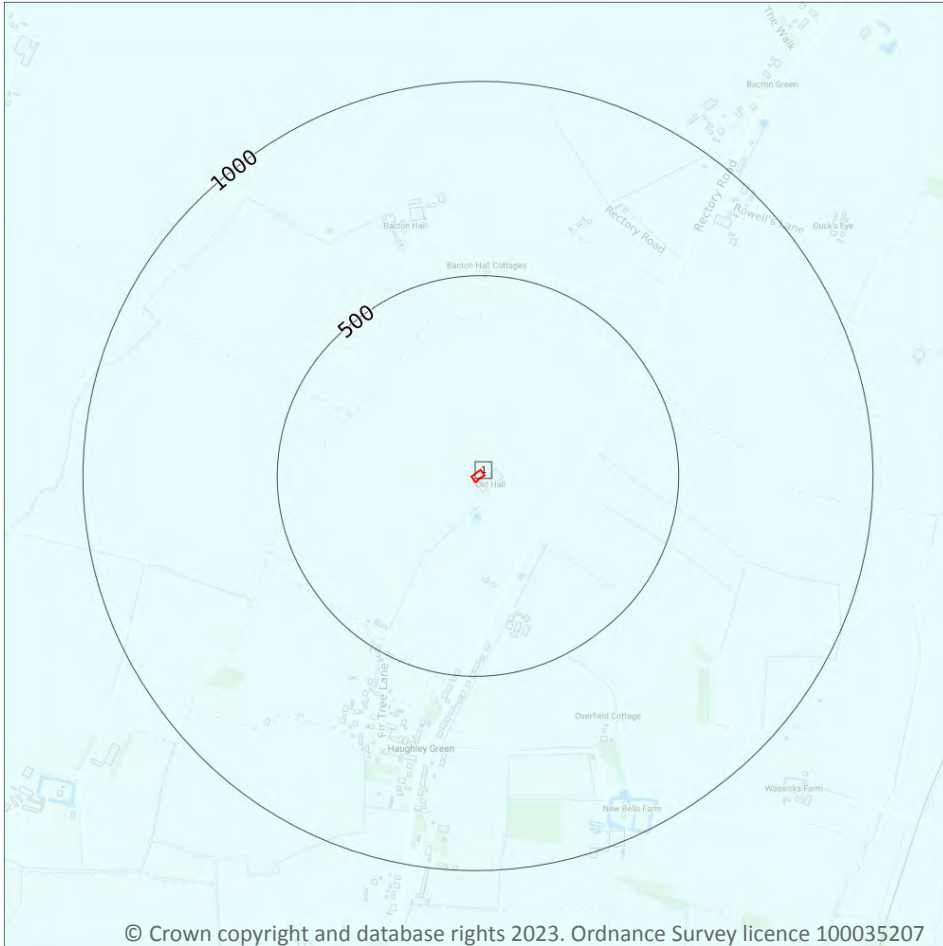 The Walk
Bacton Green
1000
Rectory Road
Rectory Road
Rowell's Lane
Duck's Eye
Bacton Hall
Bacton Hall Cottages
500
1
Old Hall
Fir Tree Lane
Oxerfield Cottage
Haughley Green
Wassicks Farm
New Bells Farm
© Crown copyright and database rights 2023. Ordnance Survey licence 100035207